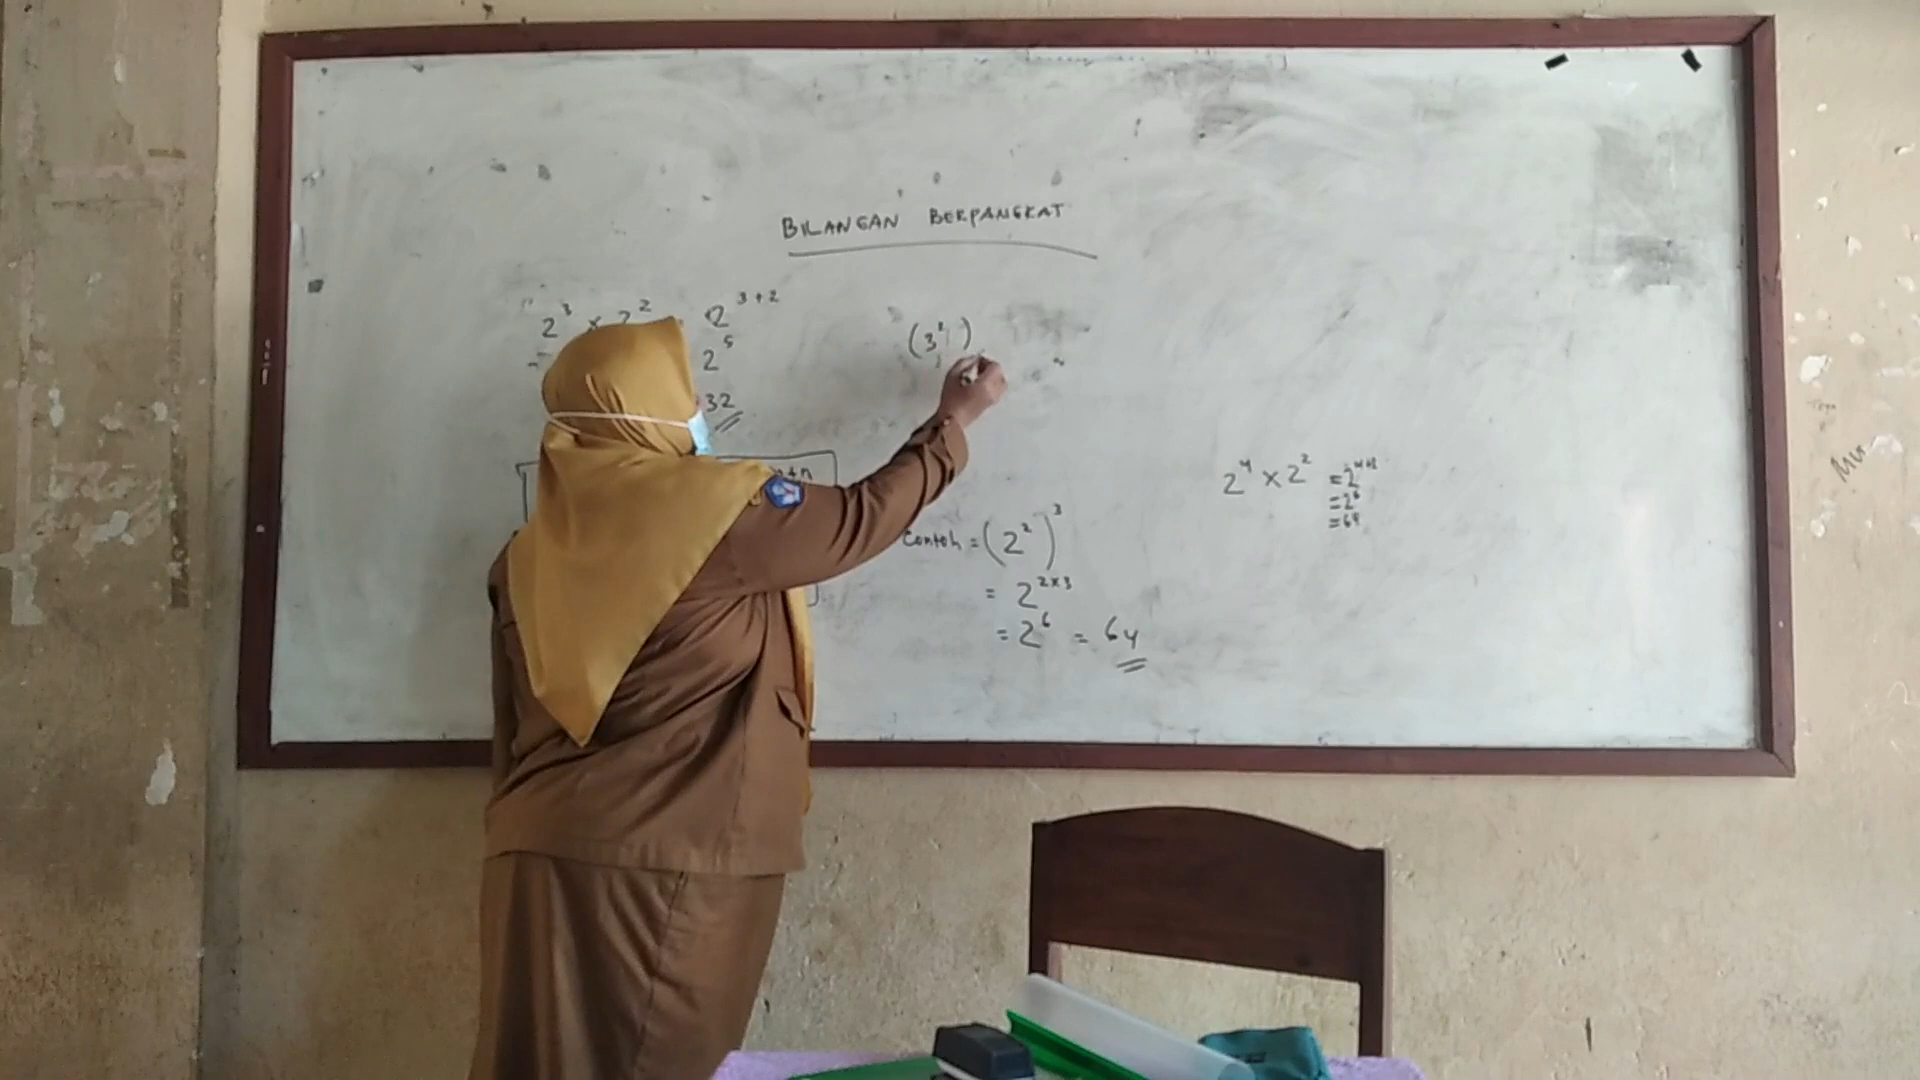 BILANGAN BERPANGKAT
2³ x 2² 2³⁺²
2⁵
32
m+n
(3²)
Contoh = (2²)³
= 2²ˣ³
= 2⁶ = 64
2⁴ x 2² = 2⁴⁺²
= 2⁶
= 64